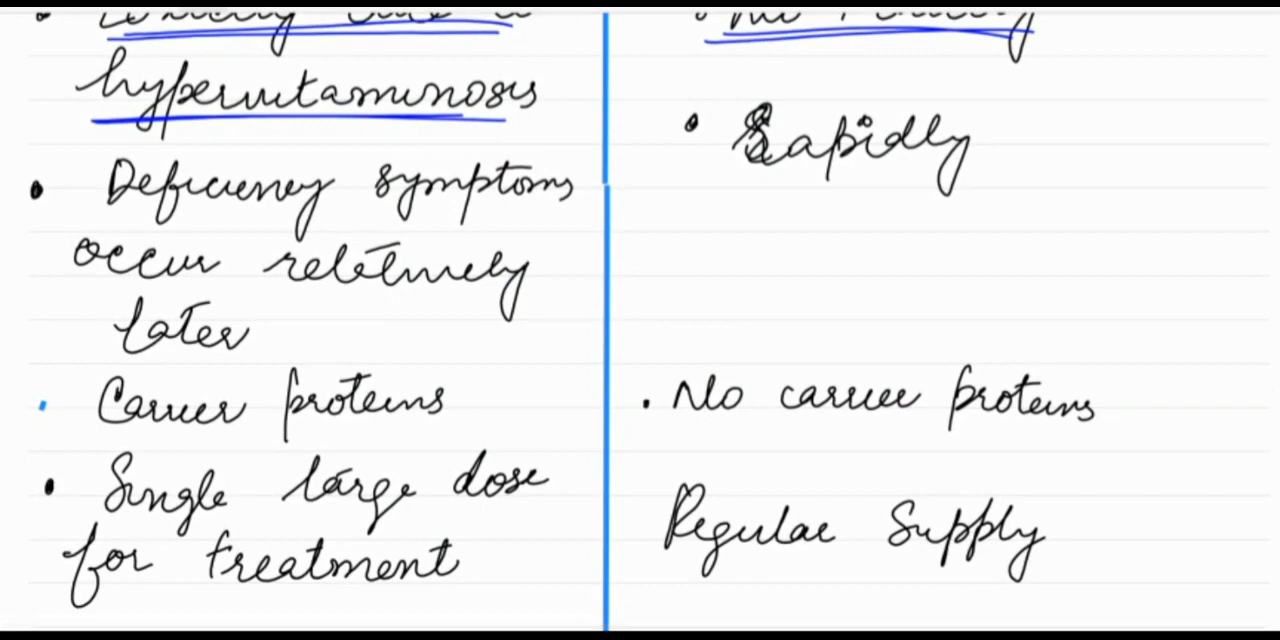 hypervitaminosis
• Rapidly
• Deficiency symptoms
occur relatively
later
• Carrier proteins
• No carrier proteins
• Single large dose
for treatment
Regular Supply